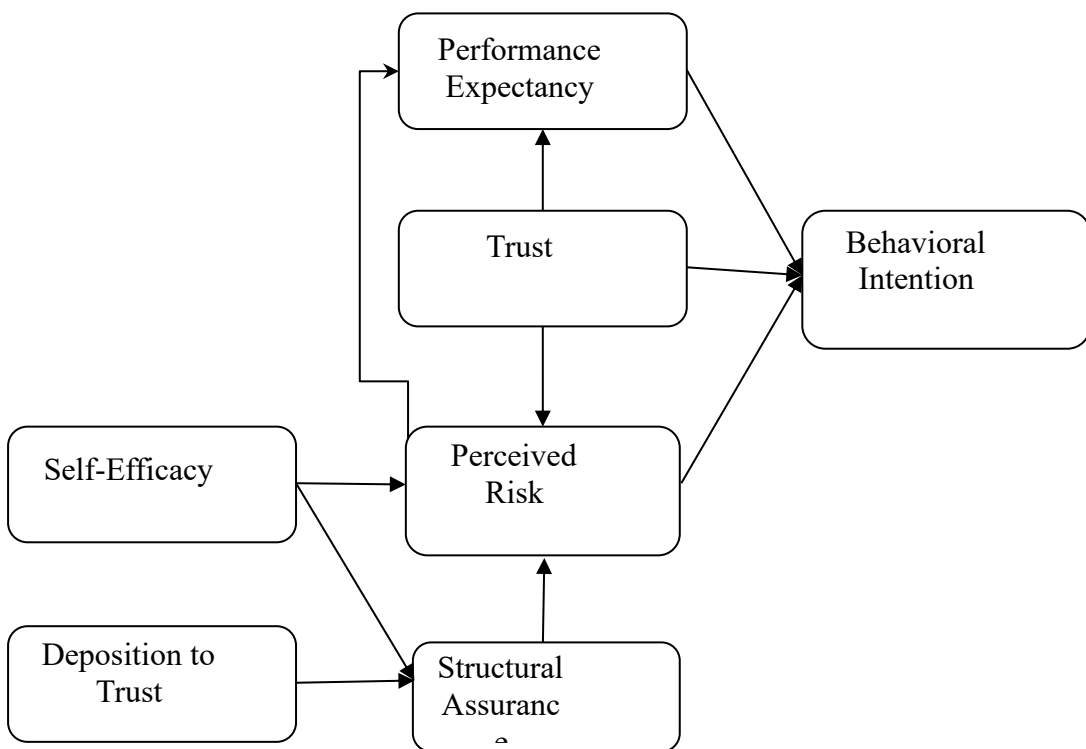 Performance
Expectancy
Trust
Behavioral
Intention
Self-Efficacy
Perceived
Risk
Deposition to
Trust
Structural
Assuranc
e